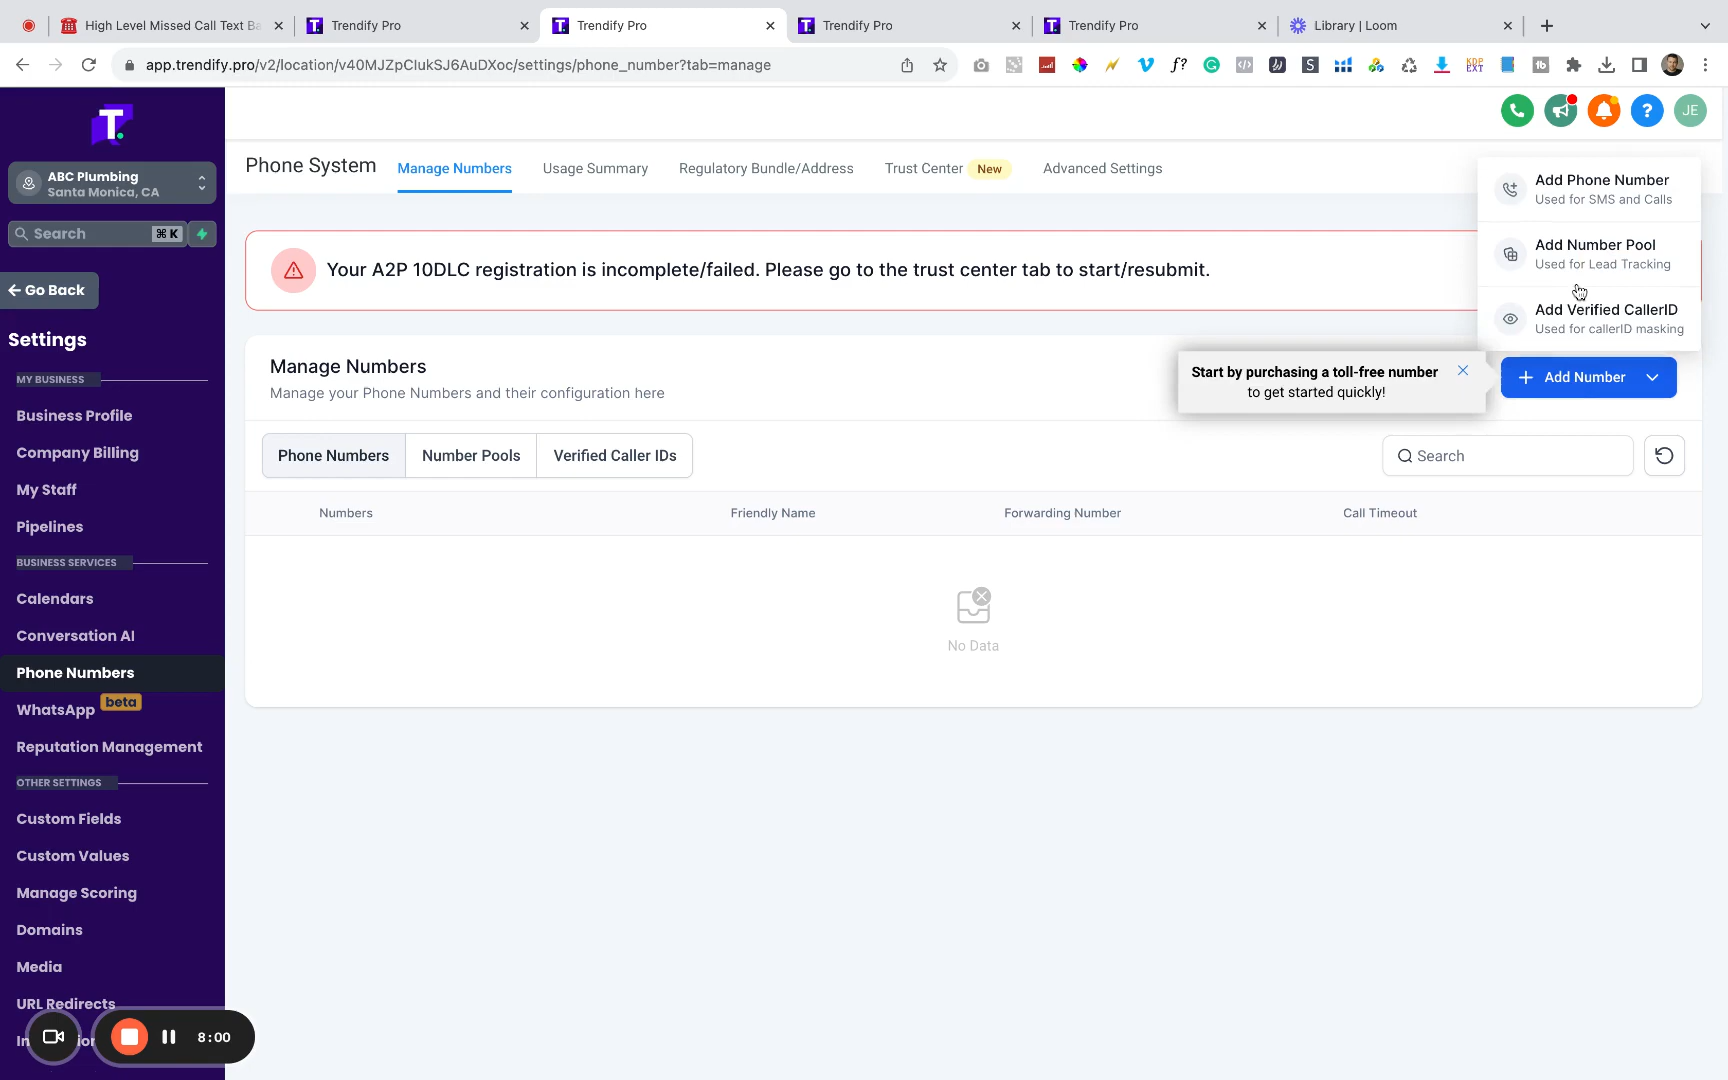 High Level Missed Call Text Ba
Trendify Pro
Trendify Pro
Trendify Pro
Trendify Pro
Library | Loom
app.trendify.pro/v2/location/v40MJZpCIukSJ6AuDXoc/settings/phone_number?tab=manage
T.
JE
ABC Plumbing
Santa Monica, CA
Search
⌘ K
Go Back
Settings
MY BUSINESS
Business Profile
Company Billing
My Staff
Pipelines
BUSINESS SERVICES
Calendars
Conversation AI
Phone Numbers
WhatsApp beta
Reputation Management
OTHER SETTINGS
Custom Fields
Custom Values
Manage Scoring
Domains
Media
URL Redirects
8:00
Phone System
Manage Numbers
Usage Summary
Regulatory Bundle/Address
Trust Center New
Advanced Settings
Add Phone Number
Used for SMS and Calls
Add Number Pool
Used for Lead Tracking
Add Verified CallerID
Used for callerID masking
Your A2P 10DLC registration is incomplete/failed. Please go to the trust center tab to start/resubmit.
Manage Numbers
Manage your Phone Numbers and their configuration here
Start by purchasing a toll-free number
to get started quickly!
+ Add Number
Phone Numbers
Number Pools
Verified Caller IDs
Search
Numbers
Friendly Name
Forwarding Number
Call Timeout
No Data